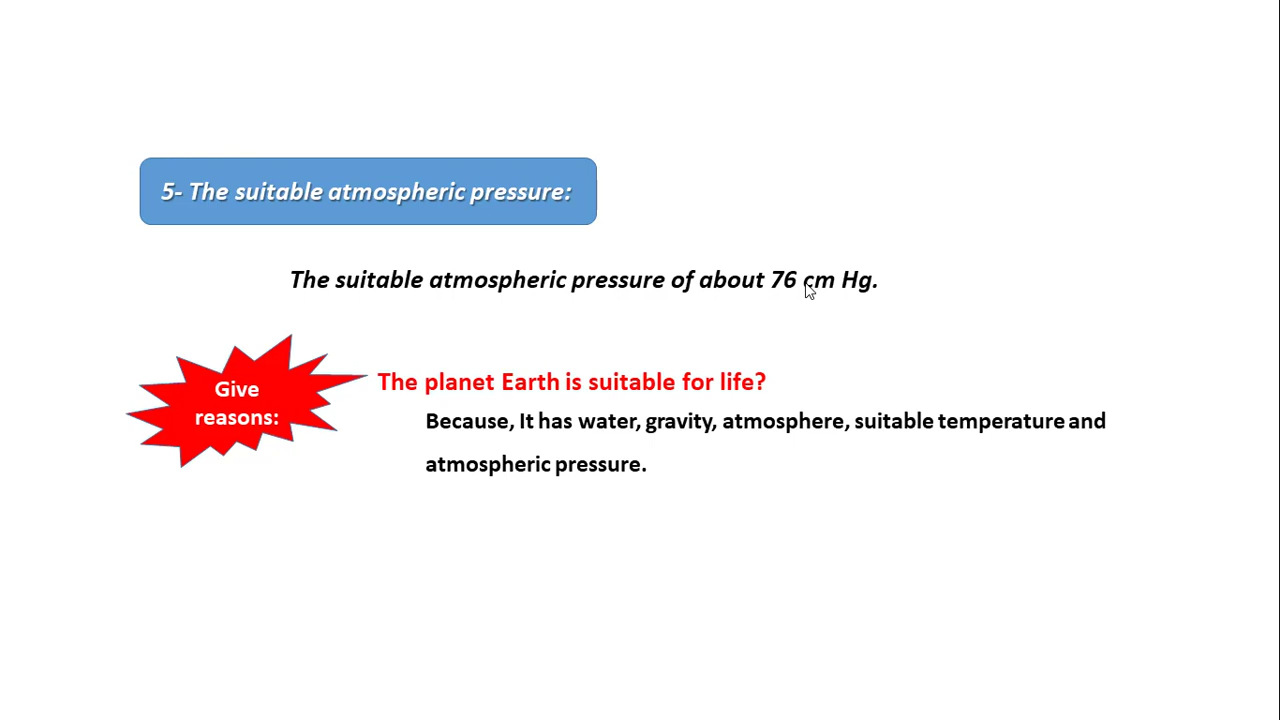 5- The suitable atmospheric pressure:
The suitable atmospheric pressure of about 76 cm Hg.
Give
reasons:
The planet Earth is suitable for life?
Because, It has water, gravity, atmosphere, suitable temperature and
atmospheric pressure.